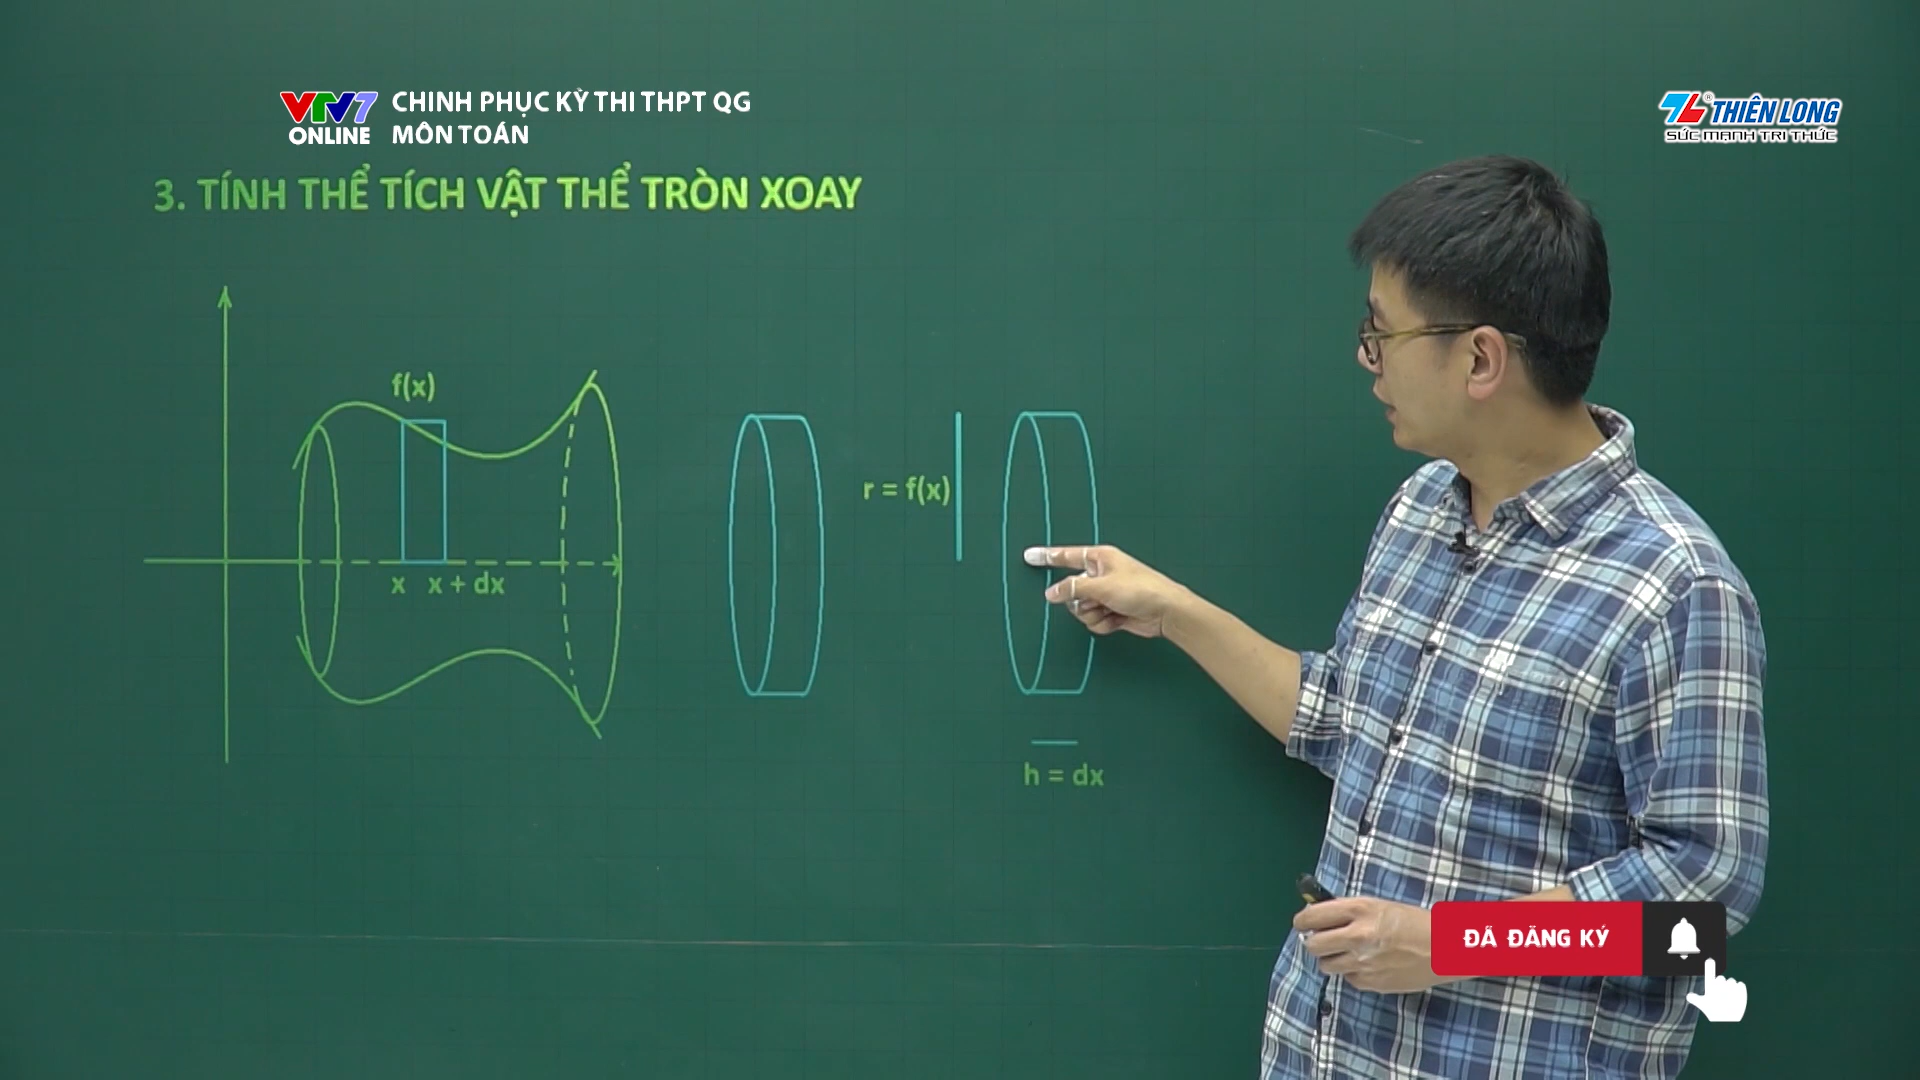 VTV7
ONLINE
CHINH PHỤC KỲ THI THPT QG
MÔN TOÁN
THIÊN LONG
SỨC MẠNH TRI THỨC
3. TÍNH THỂ TÍCH VẬT THỂ TRÒN XOAY
f(x)
r = f(x)
x x + dx
h = dx
ĐÃ ĐĂNG KÝ